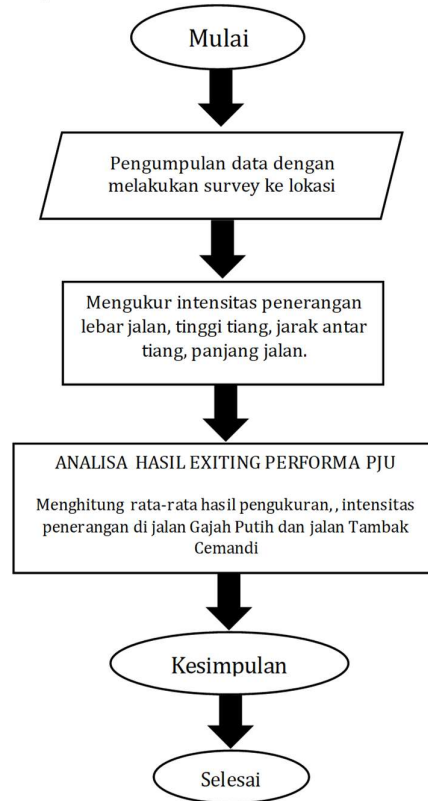 Mulai
Pengumpulan data dengan
melakukan survey ke lokasi
Mengukur intensitas penerangan
lebar jalan, tinggi tiang, jarak antar
tiang, panjang jalan.
ANALISA HASIL EXITING PERFORMA PJU
Menghitung rata-rata hasil pengukuran, , intensitas
penerangan di jalan Gajah Putih dan jalan Tambak
Cemandi
Kesimpulan
Selesai